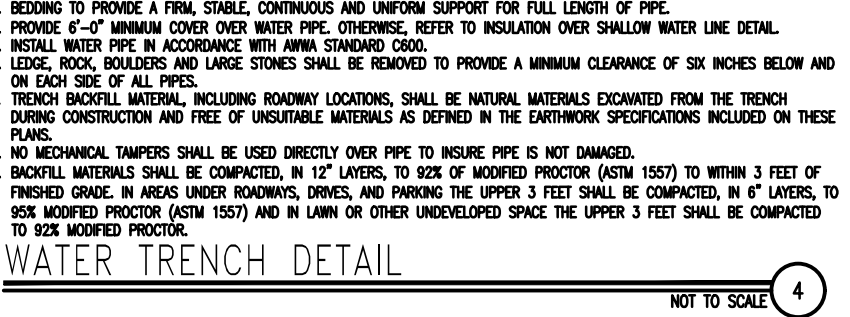 . BEDDING TO PROVIDE A FIRM, STABLE, CONTINUOUS AND UNIFORM SUPPORT FOR FULL LENGTH OF PIPE.
. PROVIDE 6'-0" MINIMUM COVER OVER WATER PIPE. OTHERWISE, REFER TO INSULATION OVER SHALLOW WATER LINE DETAIL.
. INSTALL WATER PIPE IN ACCORDANCE WITH AWWA STANDARD C600.
. LEDGE, ROCK, BOULDERS AND LARGE STONES SHALL BE REMOVED TO PROVIDE A MINIMUM CLEARANCE OF SIX INCHES BELOW AND
ON EACH SIDE OF ALL PIPES.
. TRENCH BACKFILL MATERIAL, INCLUDING ROADWAY LOCATIONS, SHALL BE NATURAL MATERIALS EXCAVATED FROM THE TRENCH
DURING CONSTRUCTION AND FREE OF UNSUITABLE MATERIALS AS DEFINED IN THE EARTHWORK SPECIFICATIONS INCLUDED ON THESE
PLANS.
. NO MECHANICAL TAMPERS SHALL BE USED DIRECTLY OVER PIPE TO INSURE PIPE IS NOT DAMAGED.
. BACKFILL MATERIALS SHALL BE COMPACTED, IN 12" LAYERS, TO 92% OF MODIFIED PROCTOR (ASTM 1557) TO WITHIN 3 FEET OF
FINISHED GRADE. IN AREAS UNDER ROADWAYS, DRIVES, AND PARKING THE UPPER 3 FEET SHALL BE COMPACTED, IN 6" LAYERS, TO
95% MODIFIED PROCTOR (ASTM 1557) AND IN LAWN OR OTHER UNDEVELOPED SPACE THE UPPER 3 FEET SHALL BE COMPACTED
TO 92% MODIFIED PROCTOR.
WATER TRENCH DETAIL
NOT TO SCALE 4